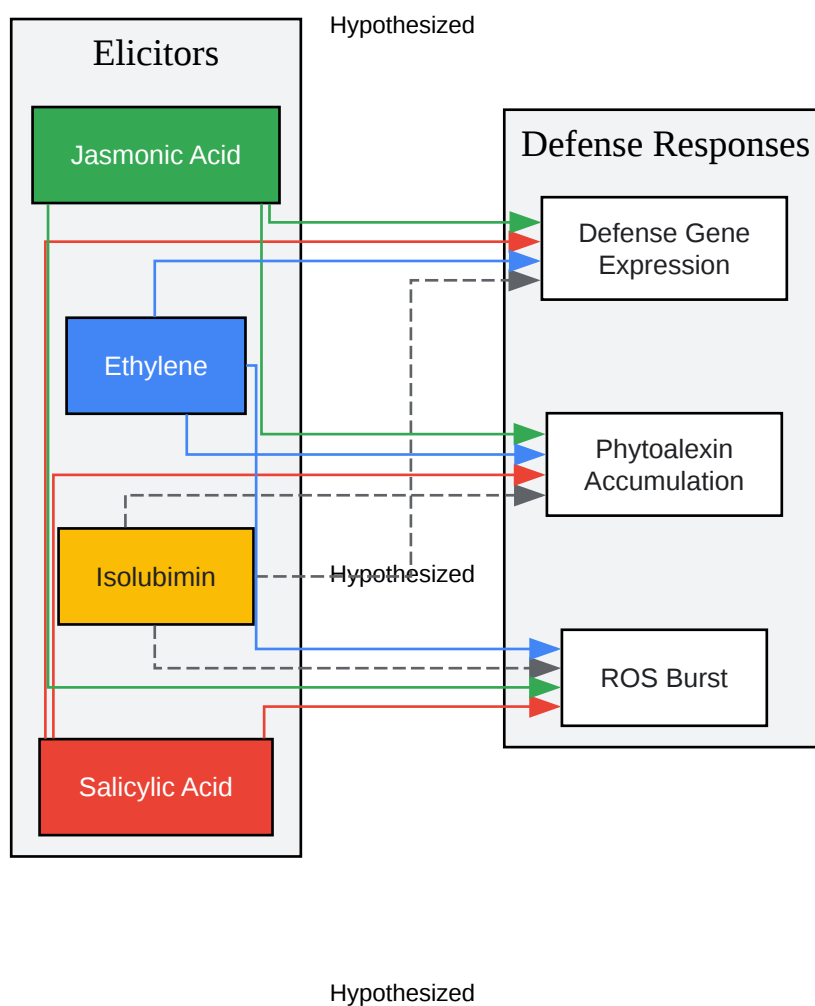 Hypothesized
Elicitors
Jasmonic Acid
Defense Responses
Defense Gene
Expression
Ethylene
Phytoalexin
Accumulation
Isolubimin
Hypothesized
ROS Burst
Salicylic Acid
Hypothesized